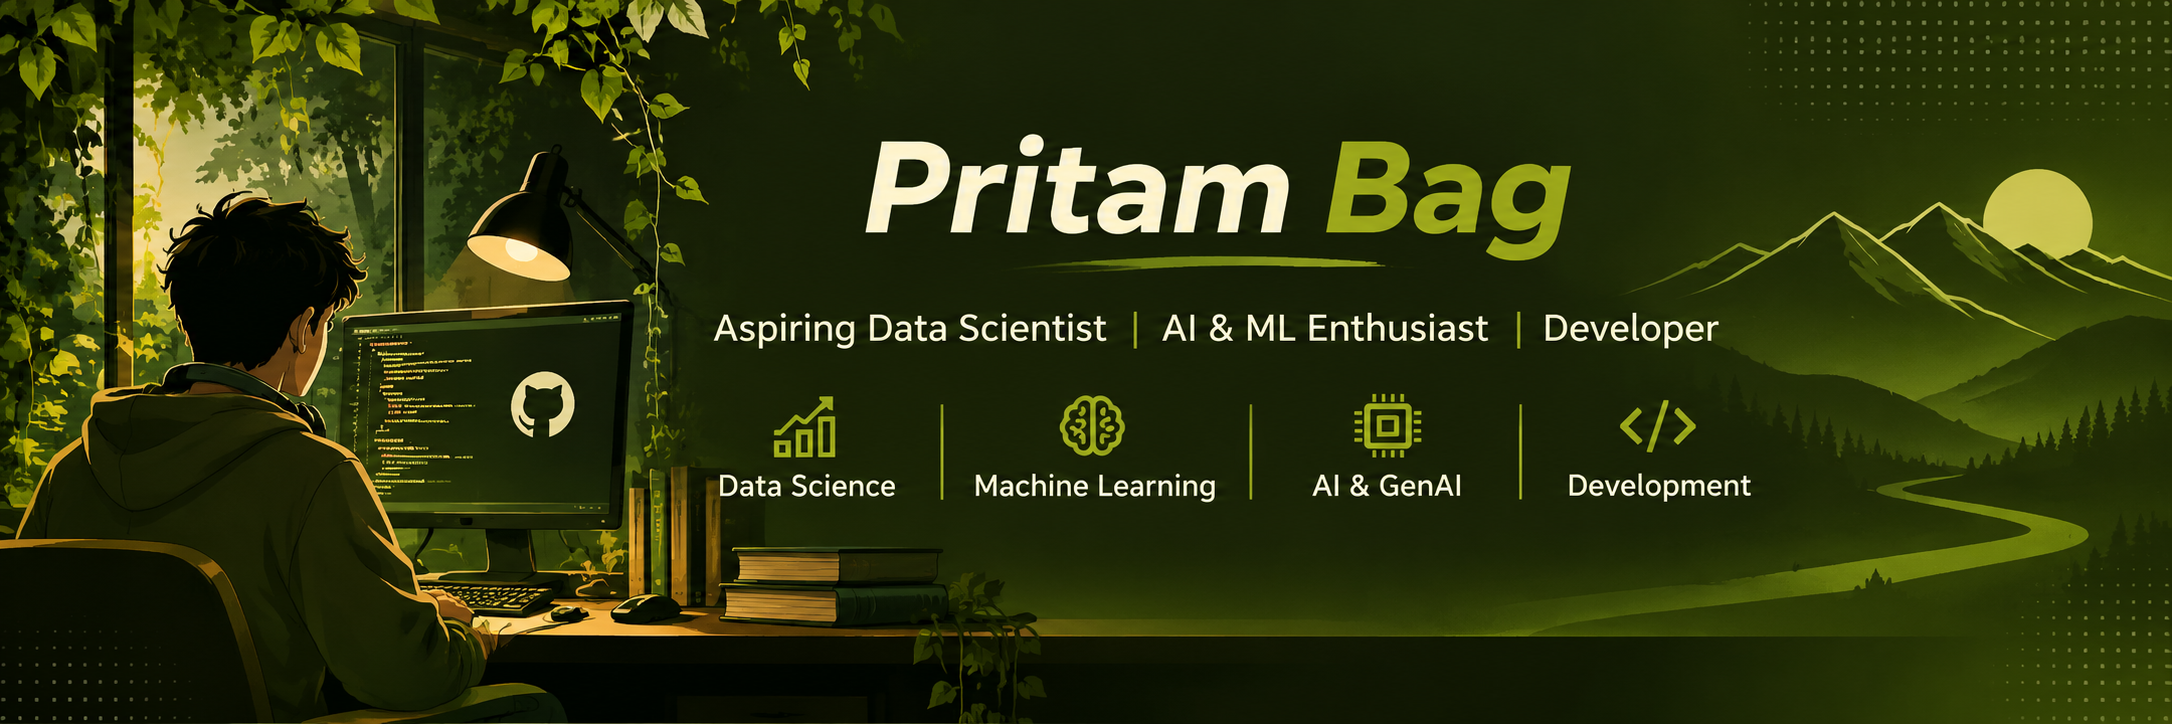 Pritam Bag
Aspiring Data Scientist | AI & ML Enthusiast | Developer
Data Science | Machine Learning | AI & GenAI | Development